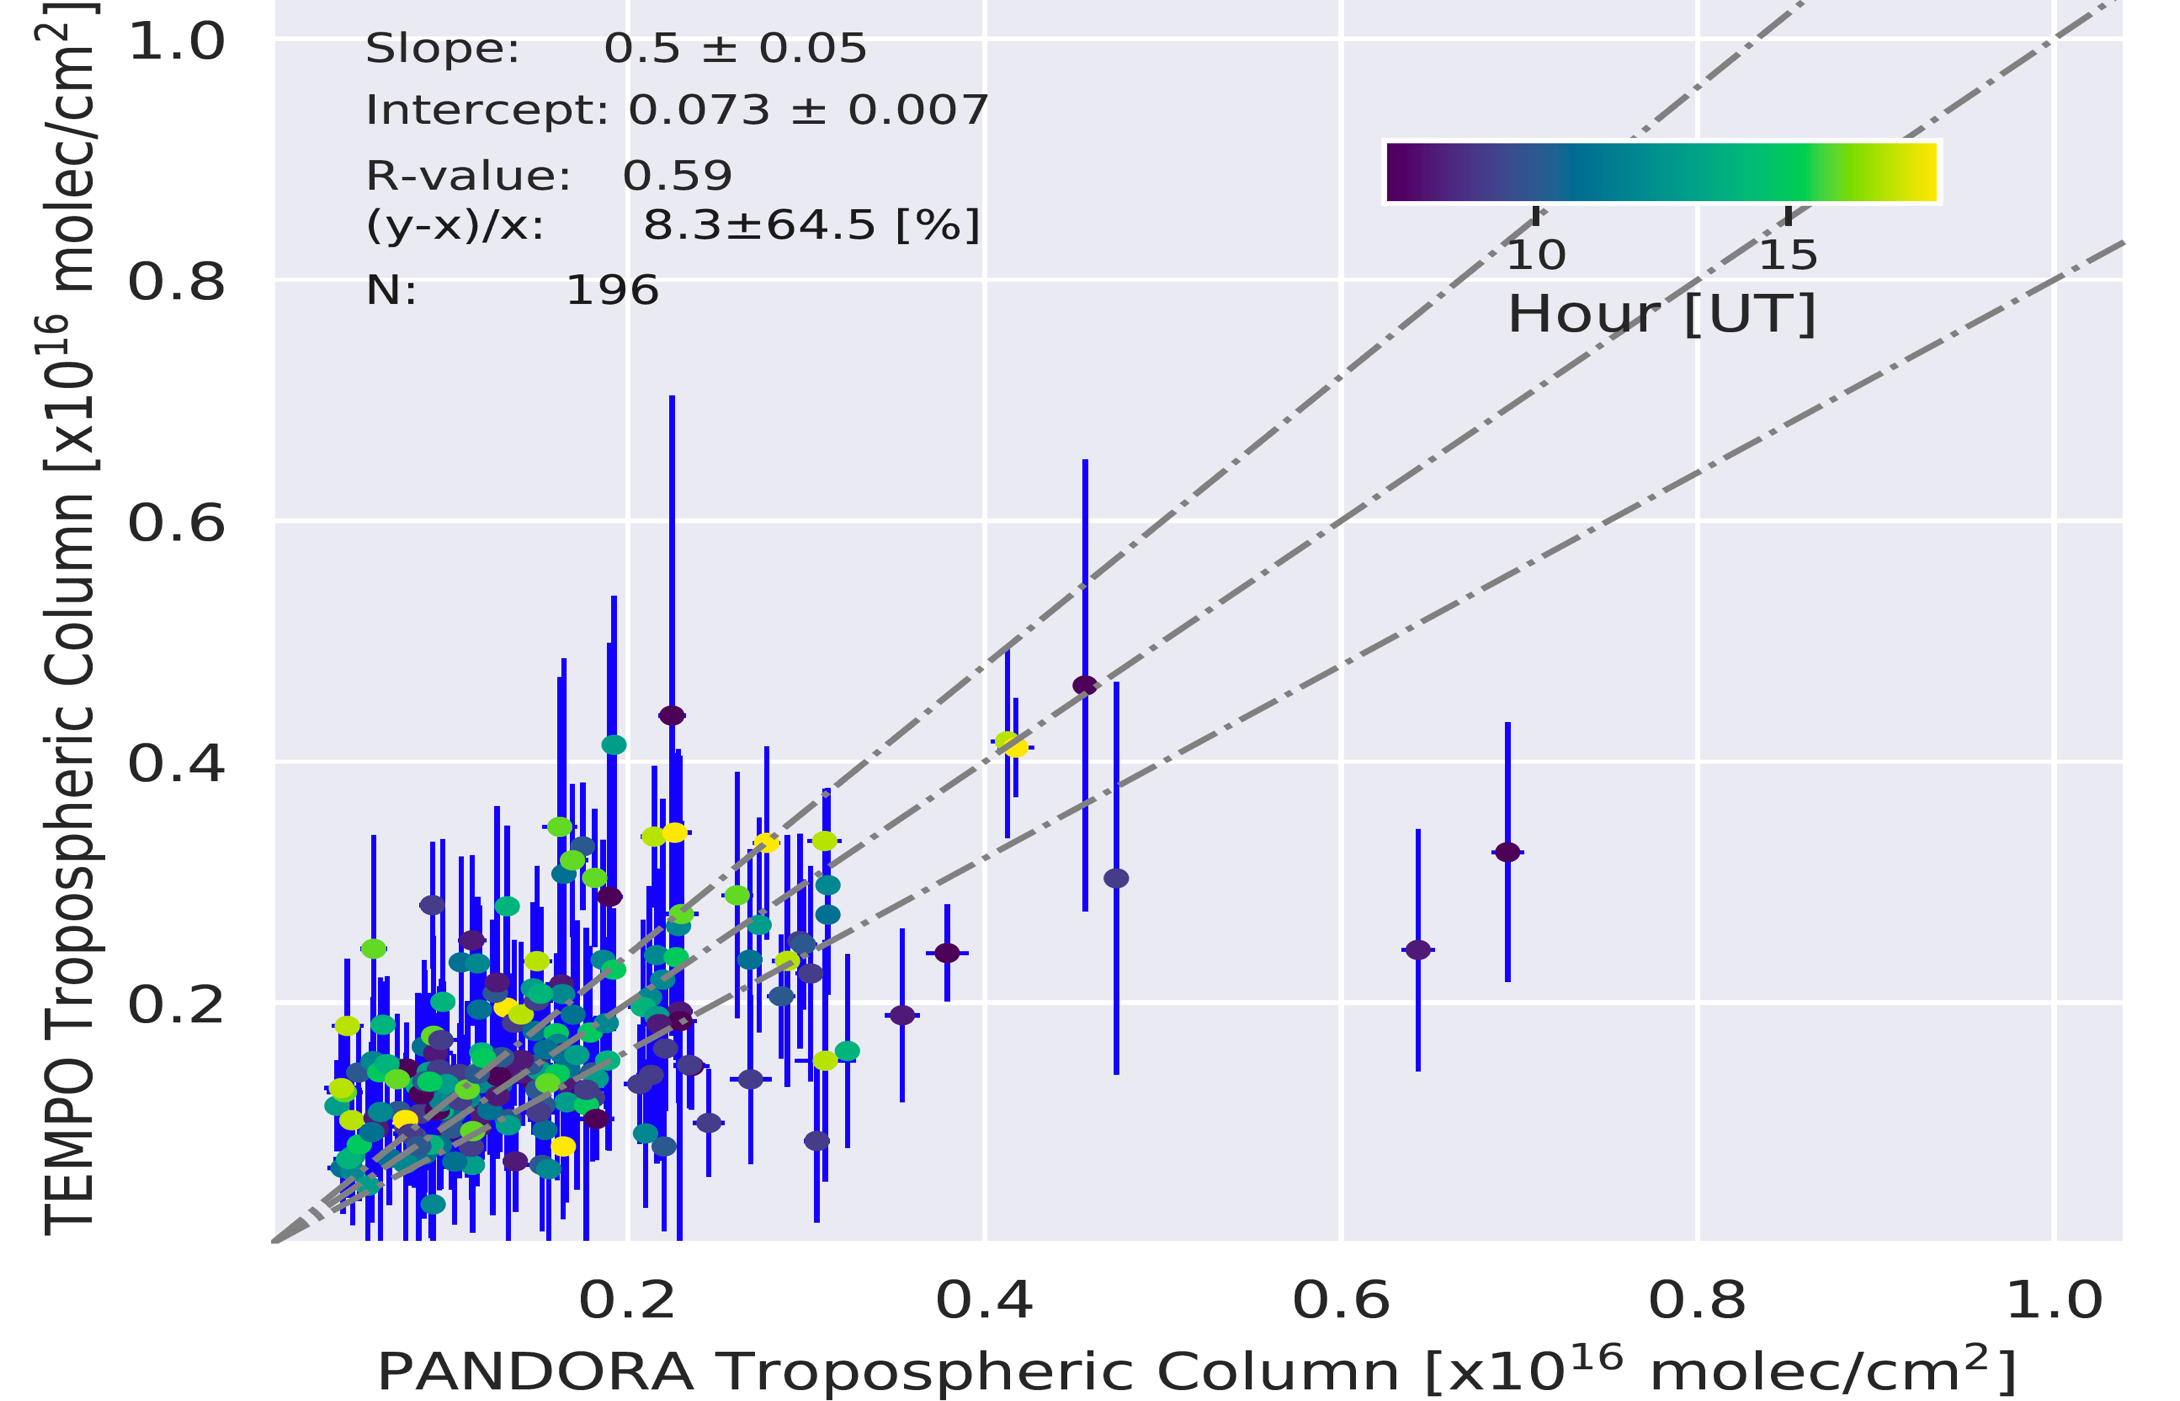 TEMPO Tropospheric Column [x10¹⁶ molec/cm²]
1.0
0.8
0.6
0.4
0.2
Slope: 0.5 ± 0.05
Intercept: 0.073 ± 0.007
R-value: 0.59
(y-x)/x: 8.3±64.5 [%]
N: 196
10 15
Hour [UT]
0.2 0.4 0.6 0.8 1.0
PANDORA Tropospheric Column [x10¹⁶ molec/cm²]